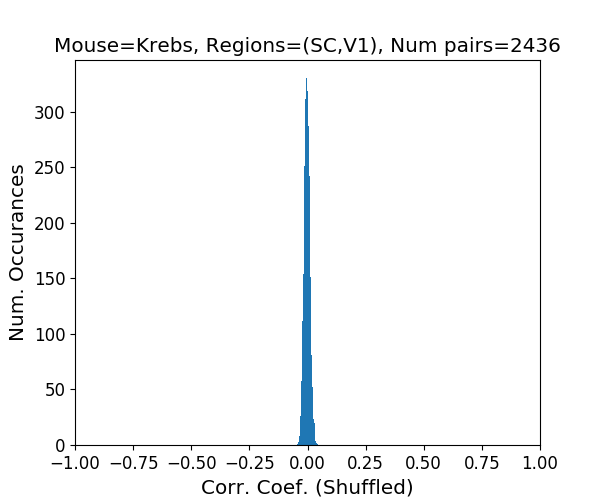 Mouse=Krebs, Regions=(SC,V1), Num pairs=2436
300
250
200
150
100
50
0
Num. Occurances
−1.00 −0.75 −0.50 −0.25 0.00 0.25 0.50 0.75 1.00
Corr. Coef. (Shuffled)